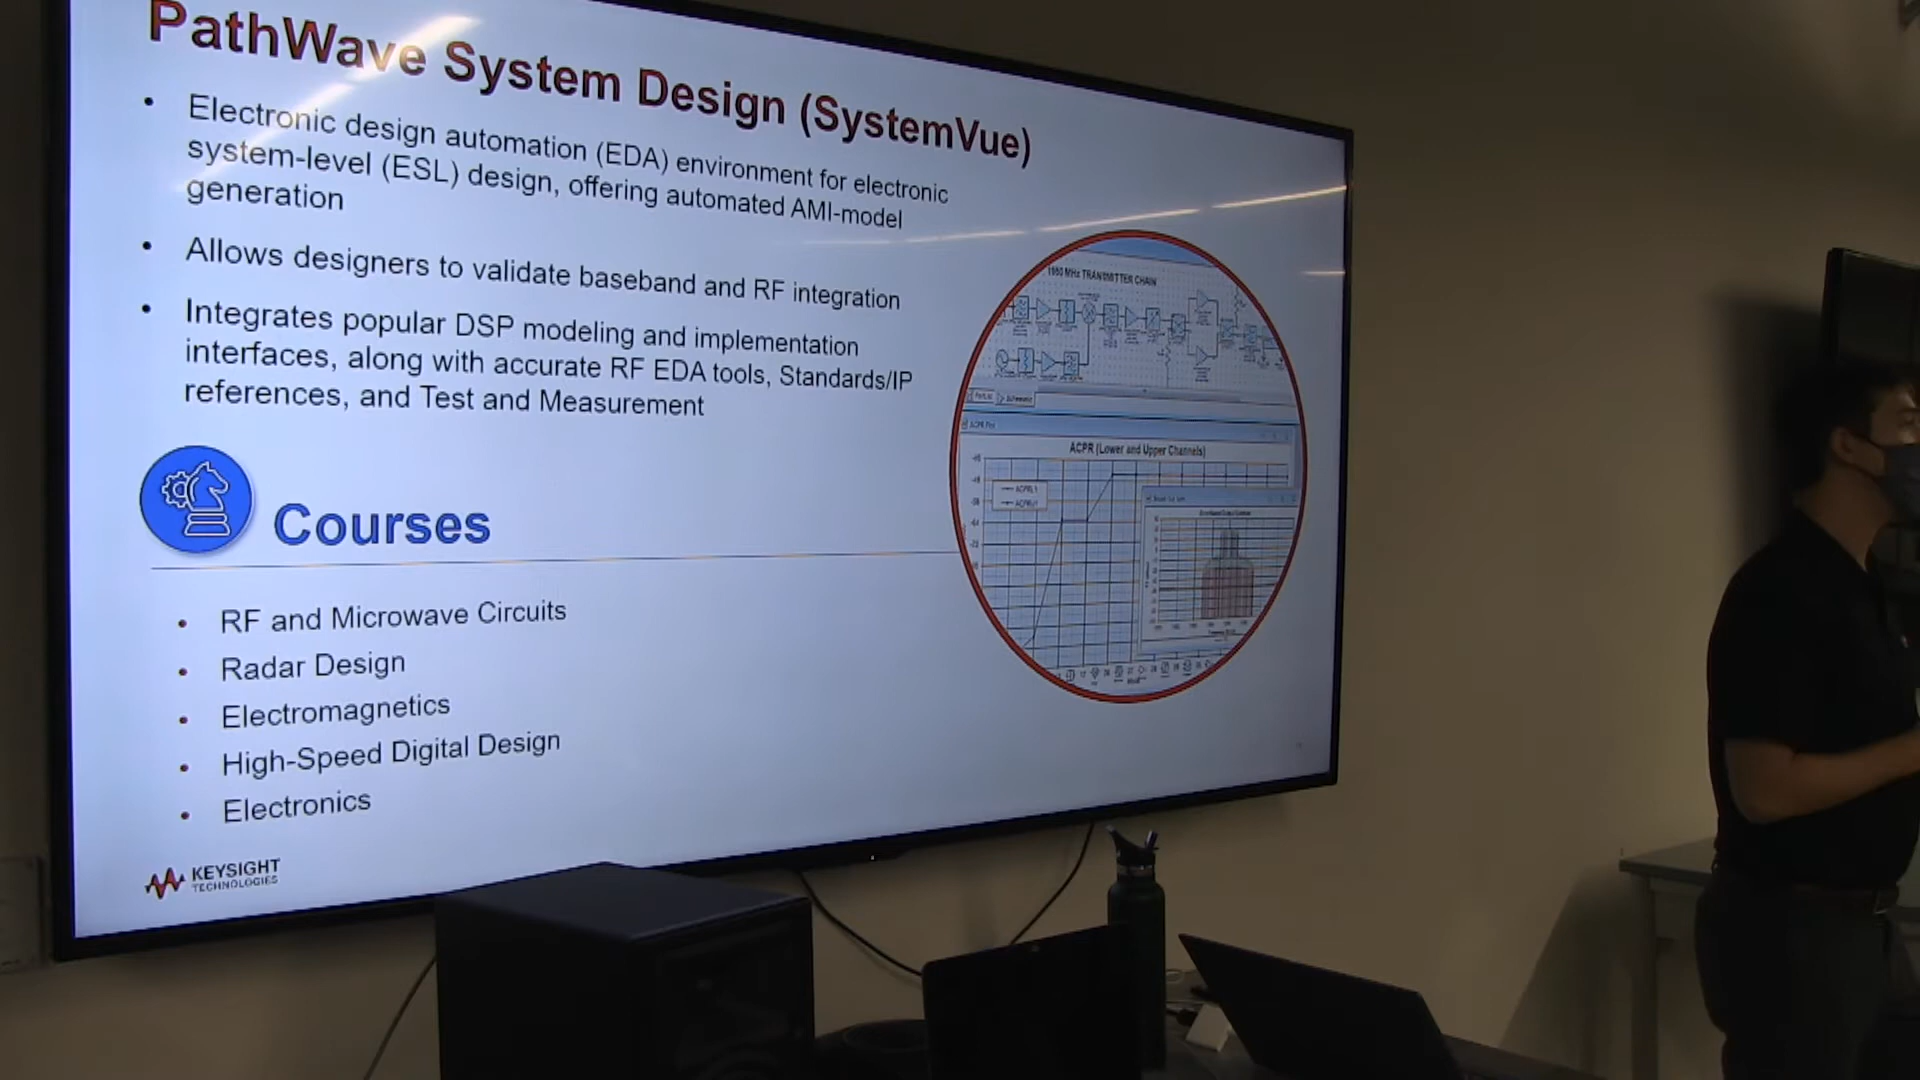 PathWave System Design (SystemVue)
• Electronic design automation (EDA) environment for electronic
system-level (ESL) design, offering automated AMI-model
generation
• Allows designers to validate baseband and RF integration
• Integrates popular DSP modeling and implementation
interfaces, along with accurate RF EDA tools, Standards/IP
references, and Test and Measurement
1950 MHz TRANSMITTER CHAIN
ACPR (Lower and Upper Channels)
Courses
• RF and Microwave Circuits
• Radar Design
• Electromagnetics
• High-Speed Digital Design
• Electronics
KEYSIGHT
TECHNOLOGIES